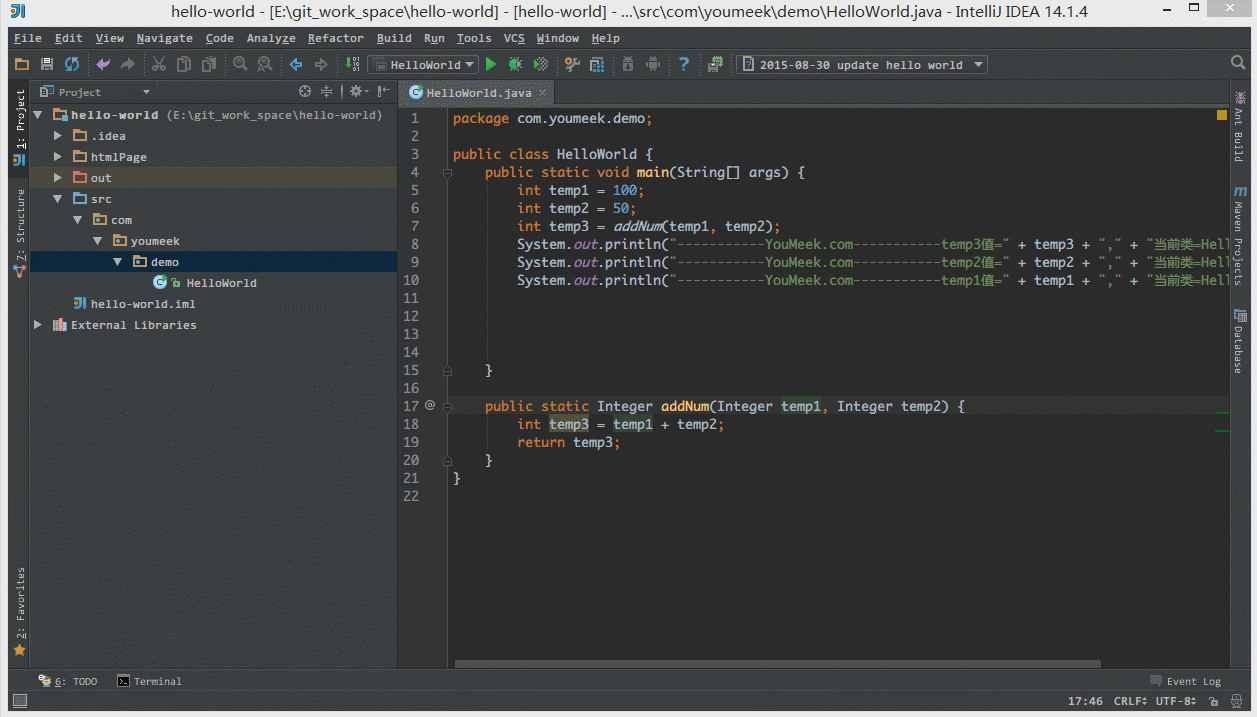 hello-world - [E:\git_work_space\hello-world] - [hello-world] - ...\src\com\youmeek\demo\HelloWorld.java - IntelliJ IDEA 14.1.4
File Edit View Navigate Code Analyze Refactor Build Run Tools VCS Window Help
HelloWorld
2015-08-30 update hello world
1: Project
7: Structure
2: Favorites
Project
hello-world (E:\git_work_space\hello-world)
.idea
htmlPage
out
src
com
youmeek
demo
HelloWorld
hello-world.iml
External Libraries
HelloWorld.java
1 package com.youmeek.demo;
2
3 public class HelloWorld {
4 public static void main(String[] args) {
5 int temp1 = 100;
6 int temp2 = 50;
7 int temp3 = addNum(temp1, temp2);
8 System.out.println("-----------YouMeek.com-----------temp3值=" + temp3 + "," + "当前类=Hell
9 System.out.println("-----------YouMeek.com-----------temp2值=" + temp2 + "," + "当前类=Hell
10 System.out.println("-----------YouMeek.com-----------temp1值=" + temp1 + "," + "当前类=Hell
11
12
13
14
15 }
16
17 @ public static Integer addNum(Integer temp1, Integer temp2) {
18 int temp3 = temp1 + temp2;
19 return temp3;
20 }
21 }
22
Ant Build
Maven Projects
Database
6: TODO Terminal
Event Log
17:46 CRLF UTF-8